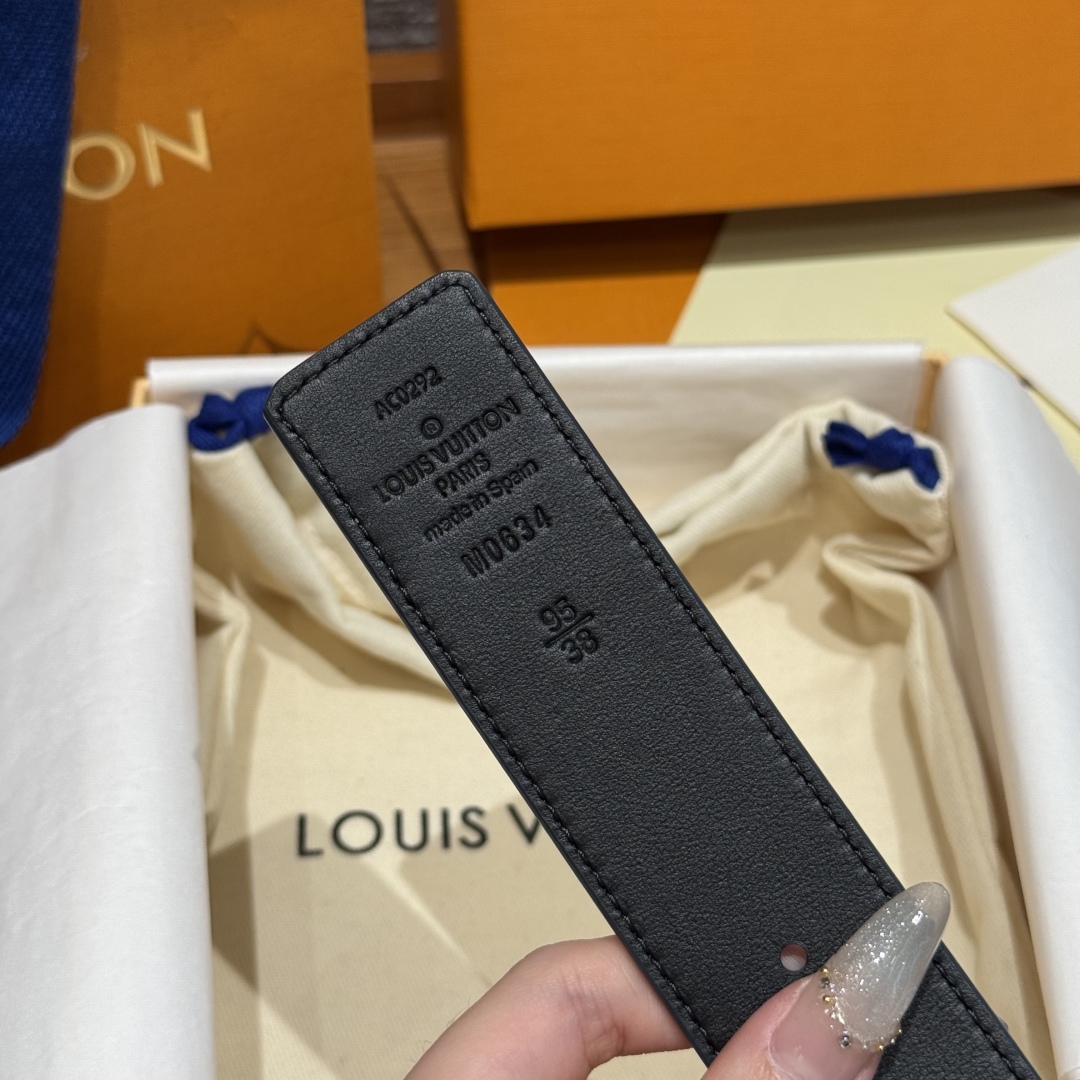 ON
AC0292
®
LOUIS VUITTON
PARIS
made in Spain
M0634
95
38
LOUIS V